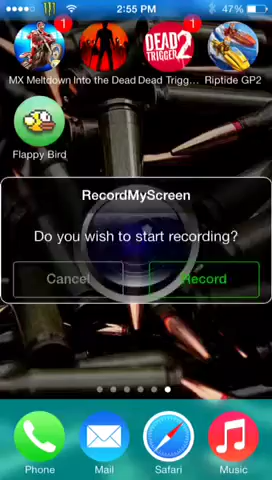 2:55 PM
47%
1
1
DEAD
TRIGGER
2
MX Meltdown
Into the Dead
Dead Trigg...
Riptide GP2
Flappy Bird
RecordMyScreen
Do you wish to start recording?
Cancel
Record
Phone
Mail
Safari
Music